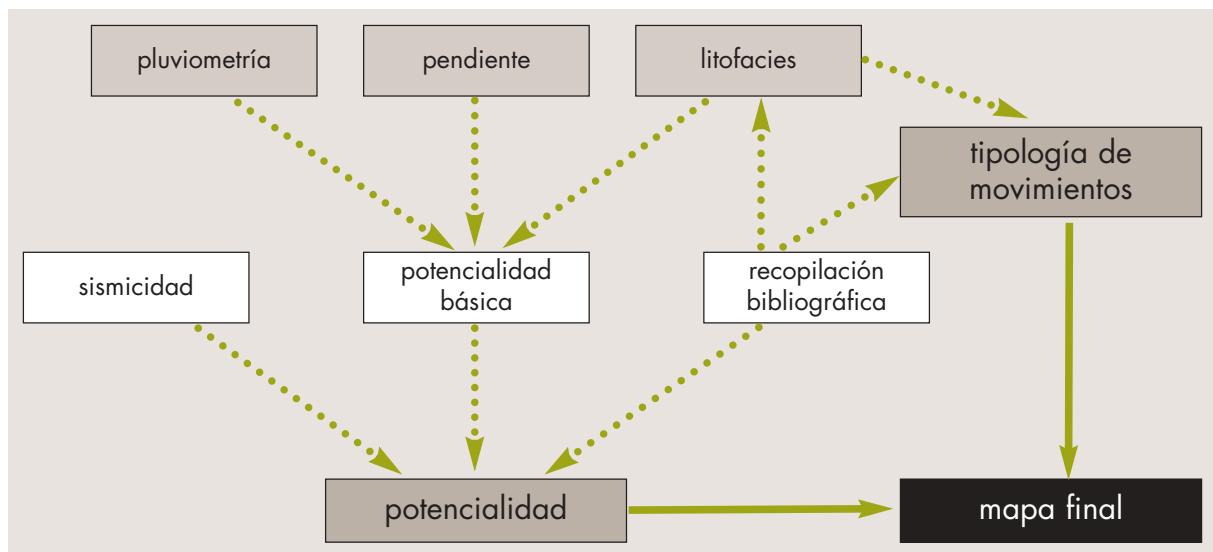 pluviometría
pendiente
litofacies
tipología de
movimientos
sismicidad
potencialidad
básica
recopilación
bibliográfica
potencialidad
mapa final